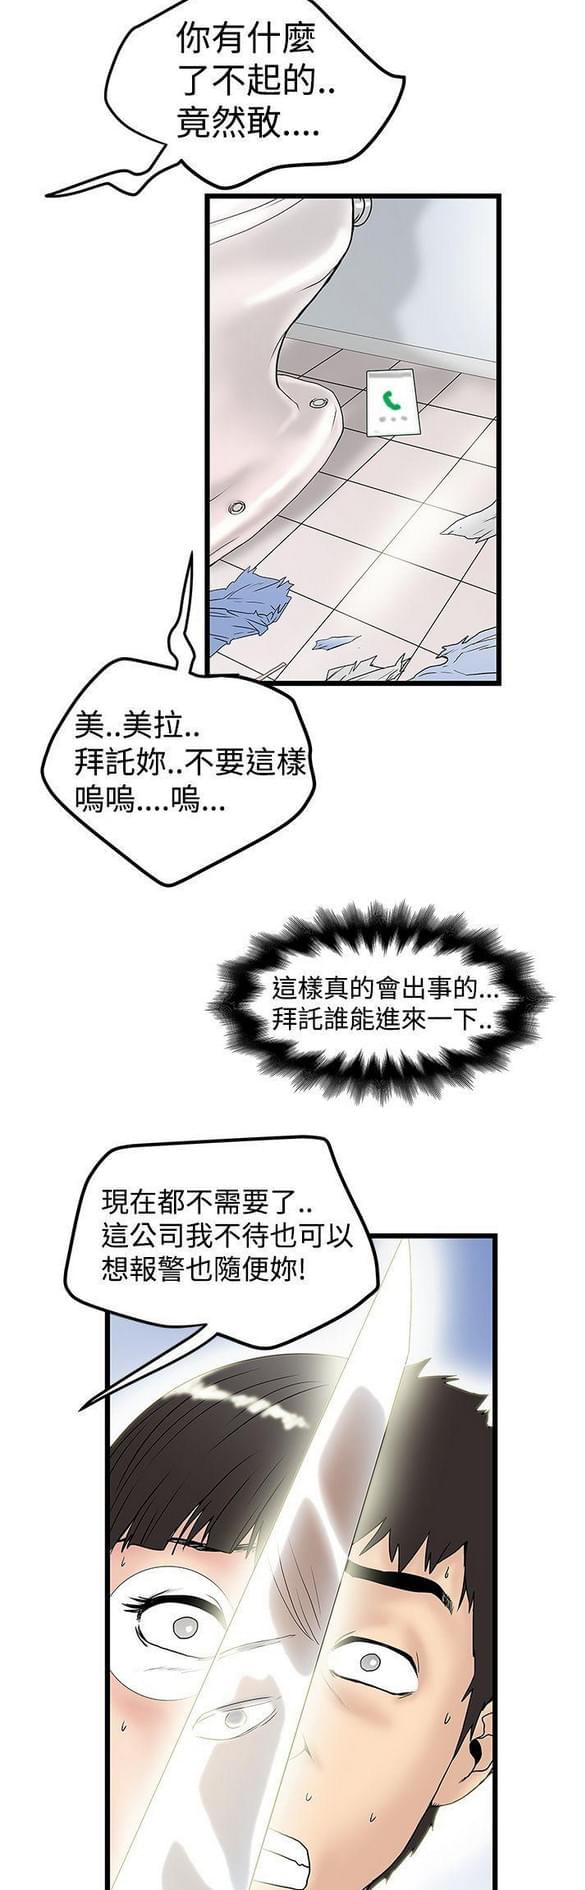 你有什麼
了不起的..
竟然敢....
美..美拉..
拜託妳..不要這樣
嗚嗚....嗚...
這樣真的會出事的...
拜託誰能進來一下..
現在都不需要了..
這公司我不待也可以
想報警也隨便妳!